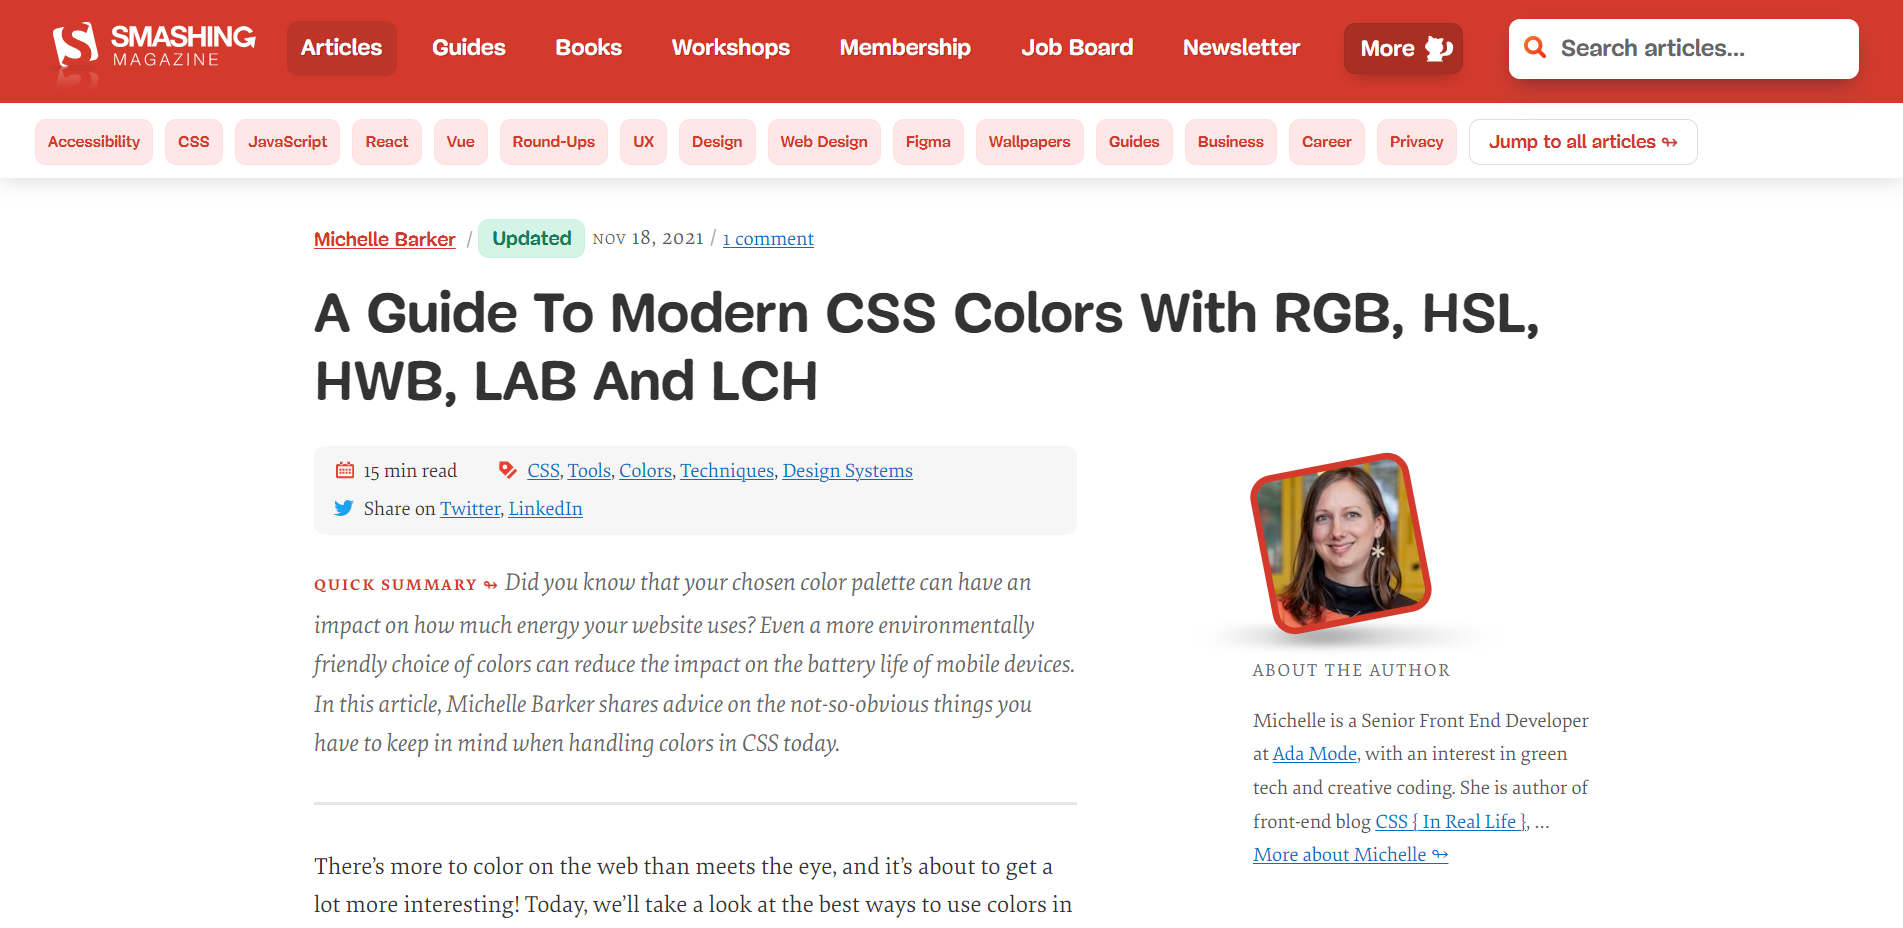 SMASHING
MAGAZINE
Articles
Guides
Books
Workshops
Membership
Job Board
Newsletter
More
Search articles...
Accessibility
CSS
JavaScript
React
Vue
Round-Ups
UX
Design
Web Design
Figma
Wallpapers
Guides
Business
Career
Privacy
Jump to all articles ↬
Michelle Barker / Updated NOV 18, 2021 / 1 comment
A Guide To Modern CSS Colors With RGB, HSL,
HWB, LAB And LCH
15 min read
CSS, Tools, Colors, Techniques, Design Systems
Share on Twitter, LinkedIn
QUICK SUMMARY ↬ Did you know that your chosen color palette can have an
impact on how much energy your website uses? Even a more environmentally
friendly choice of colors can reduce the impact on the battery life of mobile devices.
In this article, Michelle Barker shares advice on the not-so-obvious things you
have to keep in mind when handling colors in CSS today.
There’s more to color on the web than meets the eye, and it’s about to get a
lot more interesting! Today, we’ll take a look at the best ways to use colors in
ABOUT THE AUTHOR
Michelle is a Senior Front End Developer
at Ada Mode, with an interest in green
tech and creative coding. She is author of
front-end blog CSS { In Real Life }, …
More about Michelle ↬